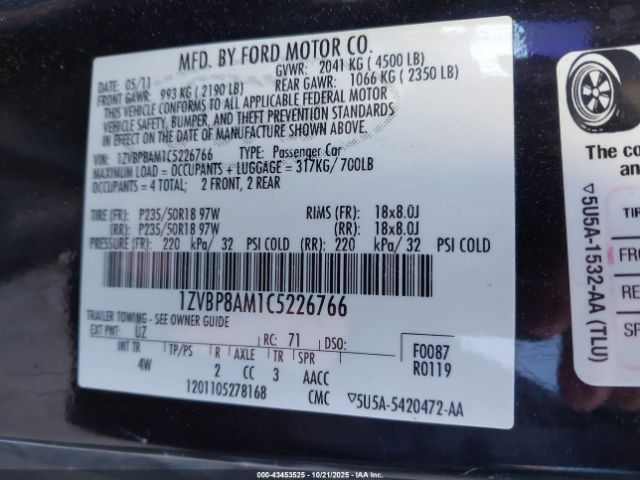 MFD. BY FORD MOTOR CO.
DATE: 05/11 GVWR: 2041 KG ( 4500 LB)
FRONT GAWR: 993 KG ( 2190 LB) REAR GAWR: 1066 KG ( 2350 LB)
THIS VEHICLE CONFORMS TO ALL APPLICABLE FEDERAL MOTOR
VEHICLE SAFETY, BUMPER, AND THEFT PREVENTION STANDARDS
IN EFFECT ON THE DATE OF MANUFACTURE SHOWN ABOVE.
VIN: 1ZVBP8AM1C5226766 TYPE: Passenger Car
MAXIMUM LOAD = OCCUPANTS + LUGGAGE = 317KG/ 700LB
OCCUPANTS = 4 TOTAL; 2 FRONT, 2 REAR
TIRE (FR): P235/50R18 97W RIMS (FR): 18x8.0J
(RR): P235/50R18 97W (RR): 18x8.0J
PRESSURE (FR): 220 kPa/ 32 PSI COLD (RR): 220 kPa/ 32 PSI COLD
1ZVBP8AM1C5226766
TRAILER TOWING - SEE OWNER GUIDE
EXT PNT: UZ RC: 71 DSO:
INT TR TP/PS R AXLE TR SPR
4W 2 CC 3 AACC
F0087
R0119
1201105278168 CMC ▽5U5A-5420472-AA
The co
an
▽5U5A-1532-AA (TLU)
TIR
FRO
RE
SP
© 43453525 - 10/21/2025 - IAA Inc.